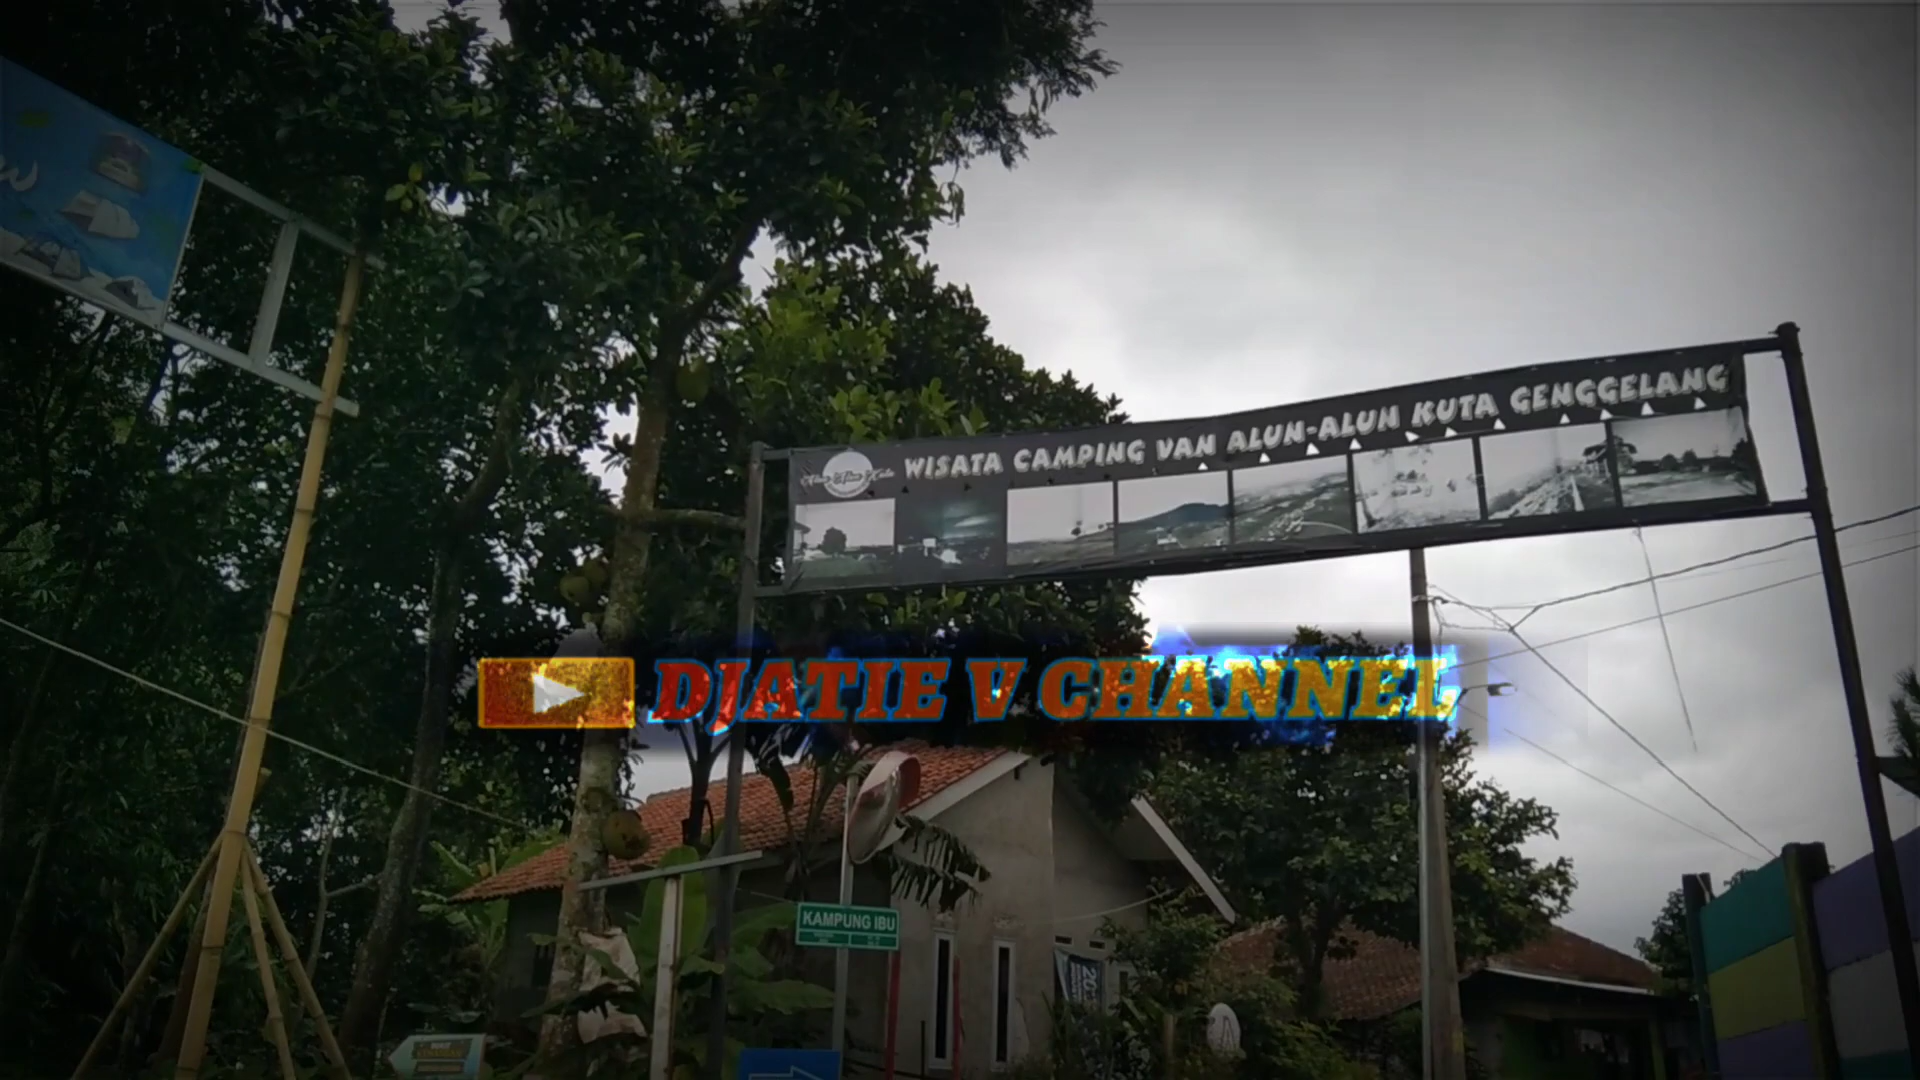 WISATA CAMPING VAN ALUN-ALUN KUTA GENGGELANG
DJATIE V CHANNEL
KAMPUNG IBU